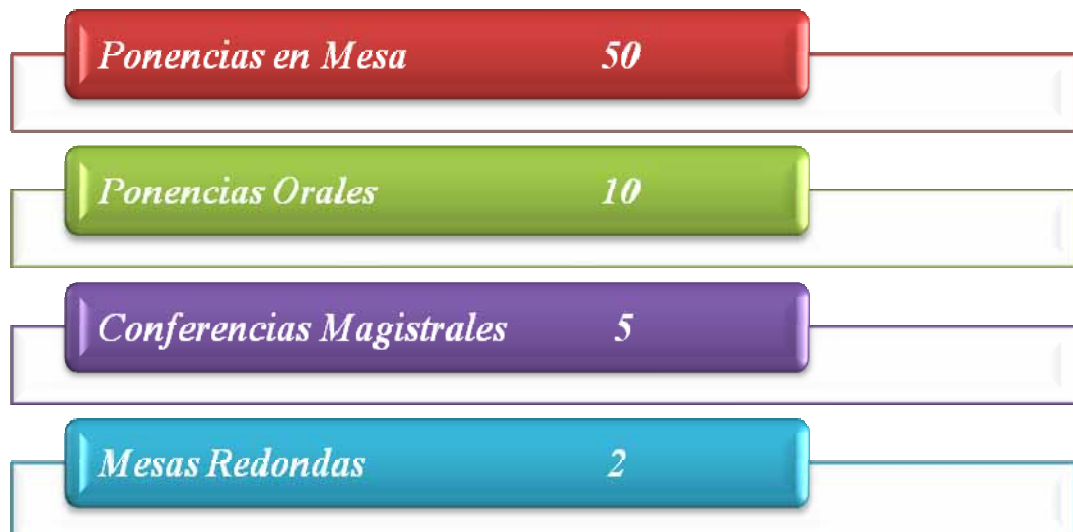 Ponencias en Mesa 50
Ponencias Orales 10
Conferencias Magistrales 5
Mesas Redondas 2